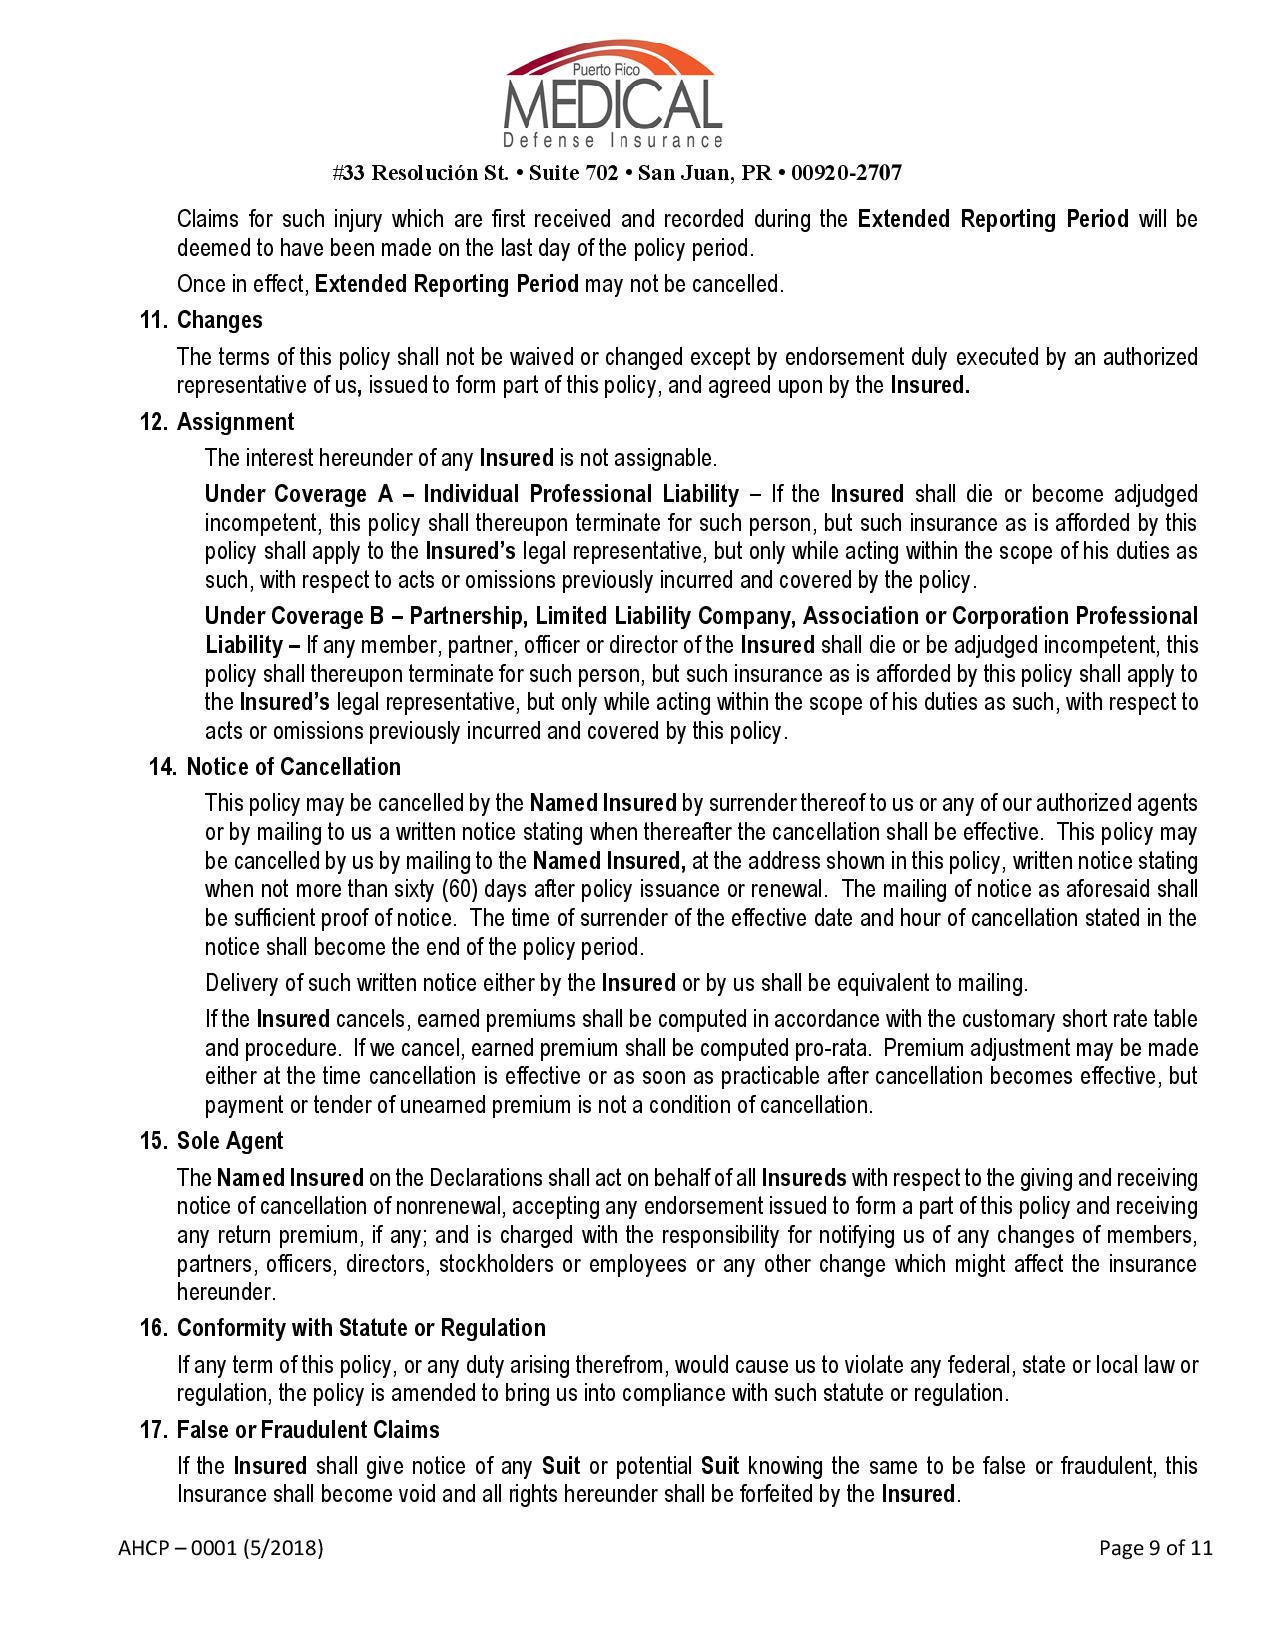 Puerto Rico
MEDICAL
Defense Insurance
#33 Resolución St. • Suite 702 • San Juan, PR • 00920-2707
Claims for such injury which are first received and recorded during the Extended Reporting Period will be
deemed to have been made on the last day of the policy period.
Once in effect, Extended Reporting Period may not be cancelled.
11. Changes
The terms of this policy shall not be waived or changed except by endorsement duly executed by an authorized
representative of us, issued to form part of this policy, and agreed upon by the Insured.
12. Assignment
The interest hereunder of any Insured is not assignable.
Under Coverage A – Individual Professional Liability – If the Insured shall die or become adjudged
incompetent, this policy shall thereupon terminate for such person, but such insurance as is afforded by this
policy shall apply to the Insured’s legal representative, but only while acting within the scope of his duties as
such, with respect to acts or omissions previously incurred and covered by the policy.
Under Coverage B – Partnership, Limited Liability Company, Association or Corporation Professional
Liability – If any member, partner, officer or director of the Insured shall die or be adjudged incompetent, this
policy shall thereupon terminate for such person, but such insurance as is afforded by this policy shall apply to
the Insured’s legal representative, but only while acting within the scope of his duties as such, with respect to
acts or omissions previously incurred and covered by this policy.
14. Notice of Cancellation
This policy may be cancelled by the Named Insured by surrender thereof to us or any of our authorized agents
or by mailing to us a written notice stating when thereafter the cancellation shall be effective. This policy may
be cancelled by us by mailing to the Named Insured, at the address shown in this policy, written notice stating
when not more than sixty (60) days after policy issuance or renewal. The mailing of notice as aforesaid shall
be sufficient proof of notice. The time of surrender of the effective date and hour of cancellation stated in the
notice shall become the end of the policy period.
Delivery of such written notice either by the Insured or by us shall be equivalent to mailing.
If the Insured cancels, earned premiums shall be computed in accordance with the customary short rate table
and procedure. If we cancel, earned premium shall be computed pro-rata. Premium adjustment may be made
either at the time cancellation is effective or as soon as practicable after cancellation becomes effective, but
payment or tender of unearned premium is not a condition of cancellation.
15. Sole Agent
The Named Insured on the Declarations shall act on behalf of all Insureds with respect to the giving and receiving
notice of cancellation of nonrenewal, accepting any endorsement issued to form a part of this policy and receiving
any return premium, if any; and is charged with the responsibility for notifying us of any changes of members,
partners, officers, directors, stockholders or employees or any other change which might affect the insurance
hereunder.
16. Conformity with Statute or Regulation
If any term of this policy, or any duty arising therefrom, would cause us to violate any federal, state or local law or
regulation, the policy is amended to bring us into compliance with such statute or regulation.
17. False or Fraudulent Claims
If the Insured shall give notice of any Suit or potential Suit knowing the same to be false or fraudulent, this
Insurance shall become void and all rights hereunder shall be forfeited by the Insured.
AHCP – 0001 (5/2018) Page 9 of 11